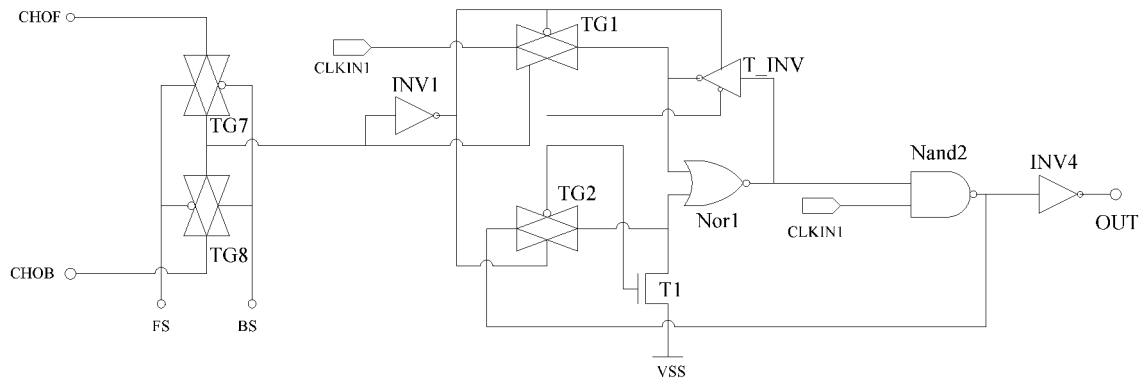 CHOF
TG1
CLKIN1
T_INV
INV1
TG7
Nand2
INV4
TG2
Nor1
CLKIN1
OUT
TG8
CHOB
T1
FS
BS
VSS